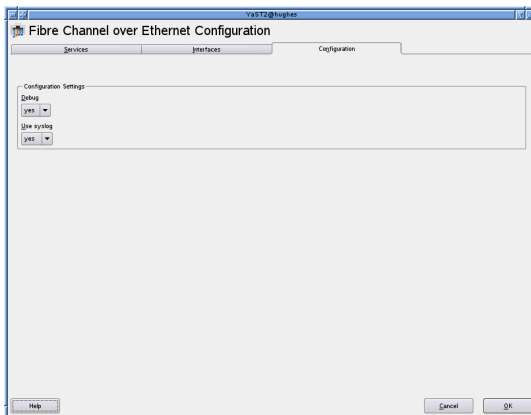 YaST2@hughes
Fibre Channel over Ethernet Configuration
Services
Interfaces
Configuration
Configuration Settings
Debug
yes
Use syslog
yes
Help
Cancel
OK